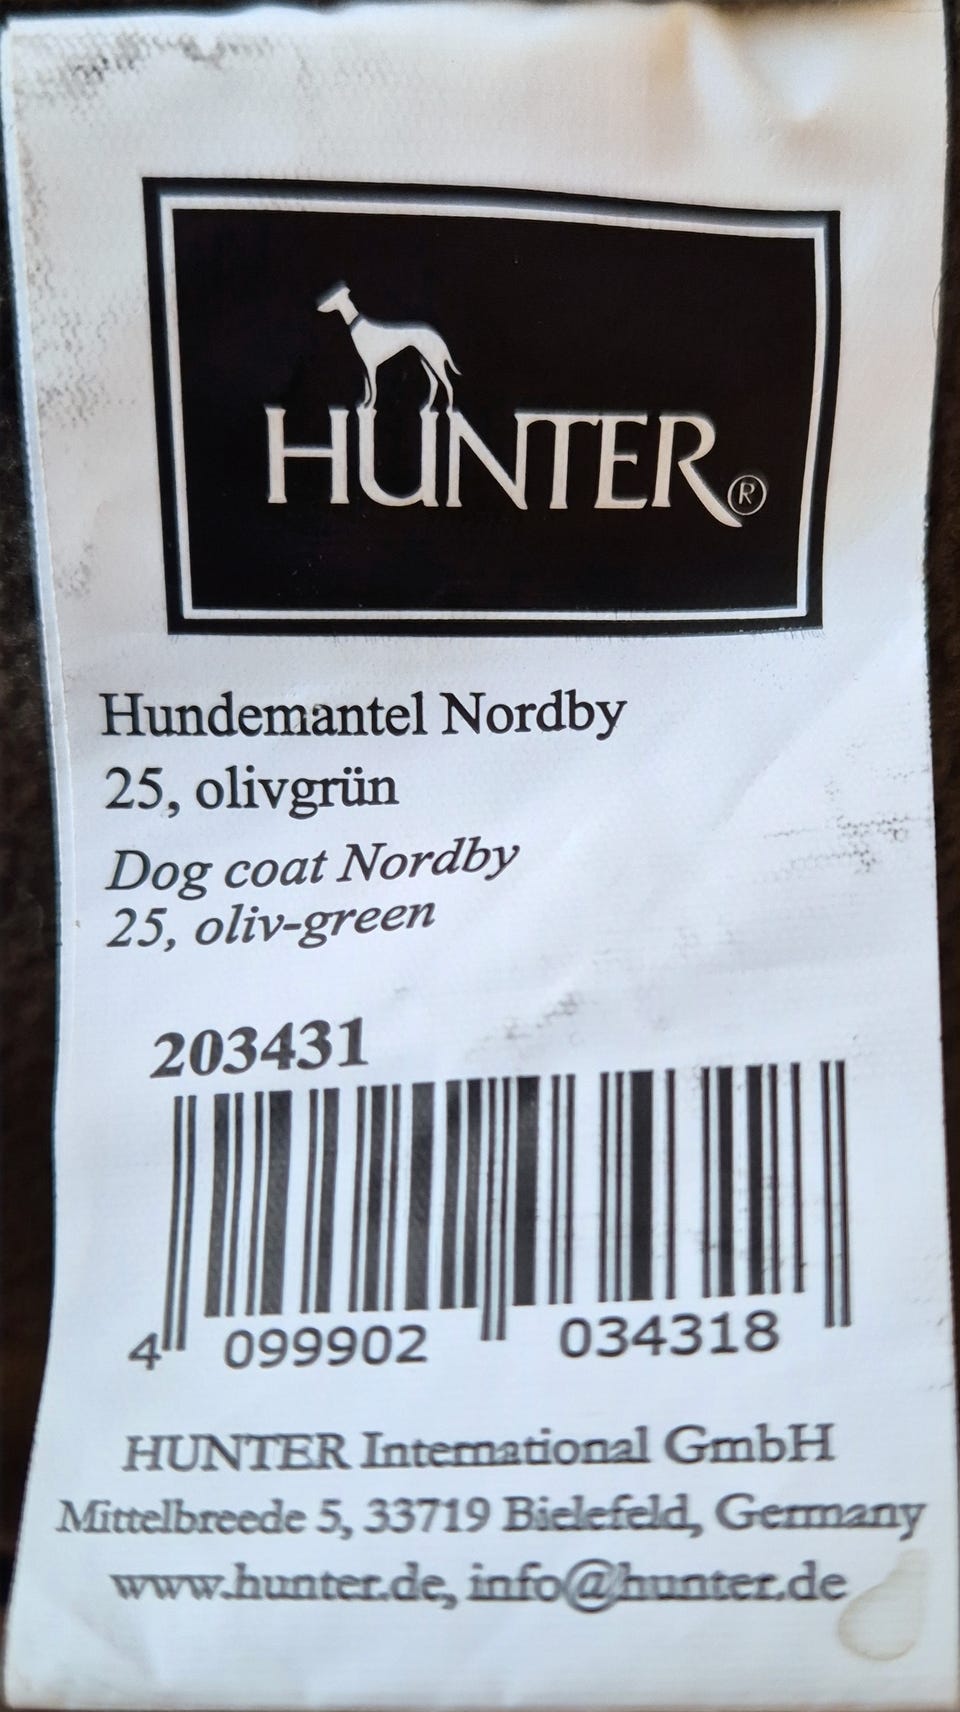 HUNTER®
Hundemantel Nordby
25, olivgrün
Dog coat Nordby
25, oliv-green
203431
4 099902 034318
HUNTER International GmbH
Mittelbreede 5, 33719 Bielefeld, Germany
www.hunter.de, info@hunter.de